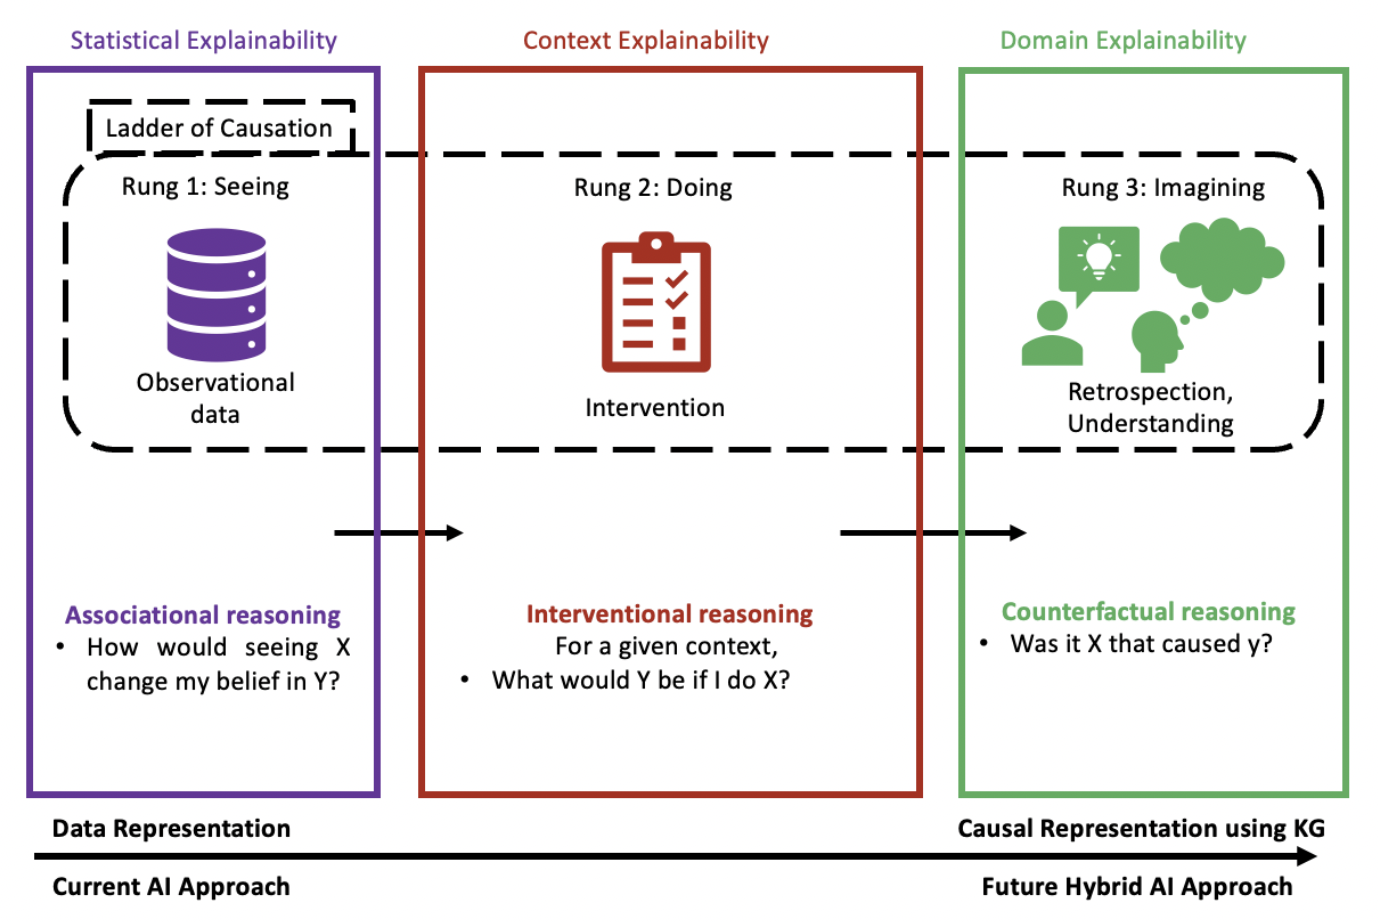 Statistical Explainability
Context Explainability
Domain Explainability
Ladder of Causation
Rung 1: Seeing
Rung 2: Doing
Rung 3: Imagining
Observational
data
Intervention
Retrospection,
Understanding
Associational reasoning
• How would seeing X
change my belief in Y?
Interventional reasoning
For a given context,
• What would Y be if I do X?
Counterfactual reasoning
• Was it X that caused y?
Data Representation
Causal Representation using KG
Current AI Approach
Future Hybrid AI Approach